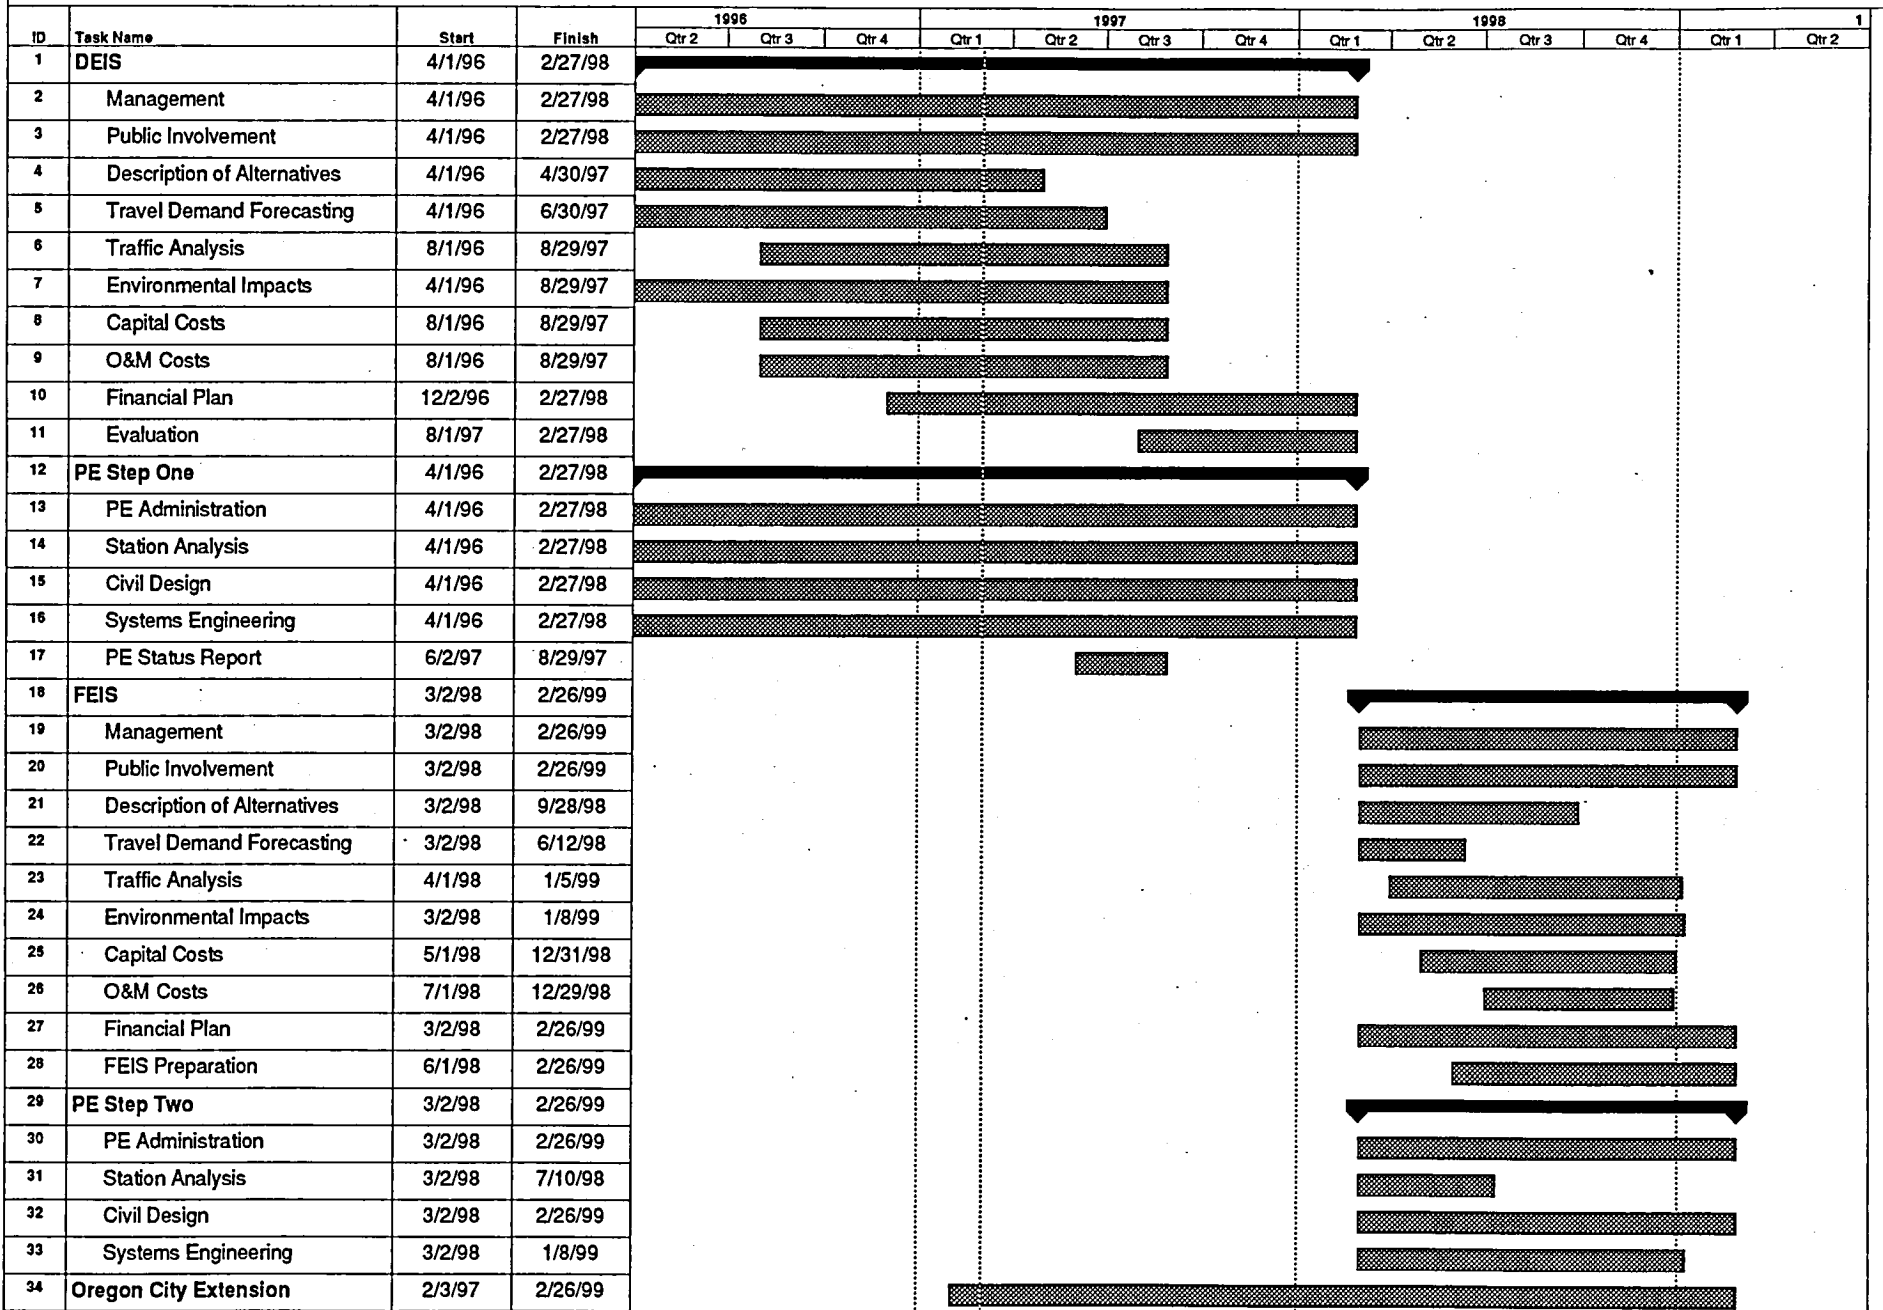 1996 1997 1998 1
ID Task Name Start Finish Qtr 2 Qtr 3 Qtr 4 Qtr 1 Qtr 2 Qtr 3 Qtr 4 Qtr 1 Qtr 2 Qtr 3 Qtr 4 Qtr 1 Qtr 2
1 DEIS 4/1/96 2/27/98
2 Management 4/1/96 2/27/98
3 Public Involvement 4/1/96 2/27/98
4 Description of Alternatives 4/1/96 4/30/97
5 Travel Demand Forecasting 4/1/96 6/30/97
6 Traffic Analysis 8/1/96 8/29/97
7 Environmental Impacts 4/1/96 8/29/97
8 Capital Costs 8/1/96 8/29/97
9 O&M Costs 8/1/96 8/29/97
10 Financial Plan 12/2/96 2/27/98
11 Evaluation 8/1/97 2/27/98
12 PE Step One 4/1/96 2/27/98
13 PE Administration 4/1/96 2/27/98
14 Station Analysis 4/1/96 2/27/98
15 Civil Design 4/1/96 2/27/98
16 Systems Engineering 4/1/96 2/27/98
17 PE Status Report 6/2/97 8/29/97
18 FEIS 3/2/98 2/26/99
19 Management 3/2/98 2/26/99
20 Public Involvement 3/2/98 2/26/99
21 Description of Alternatives 3/2/98 9/28/98
22 Travel Demand Forecasting 3/2/98 6/12/98
23 Traffic Analysis 4/1/98 1/5/99
24 Environmental Impacts 3/2/98 1/8/99
25 Capital Costs 5/1/98 12/31/98
26 O&M Costs 7/1/98 12/29/98
27 Financial Plan 3/2/98 2/26/99
28 FEIS Preparation 6/1/98 2/26/99
29 PE Step Two 3/2/98 2/26/99
30 PE Administration 3/2/98 2/26/99
31 Station Analysis 3/2/98 7/10/98
32 Civil Design 3/2/98 2/26/99
33 Systems Engineering 3/2/98 1/8/99
34 Oregon City Extension 2/3/97 2/26/99